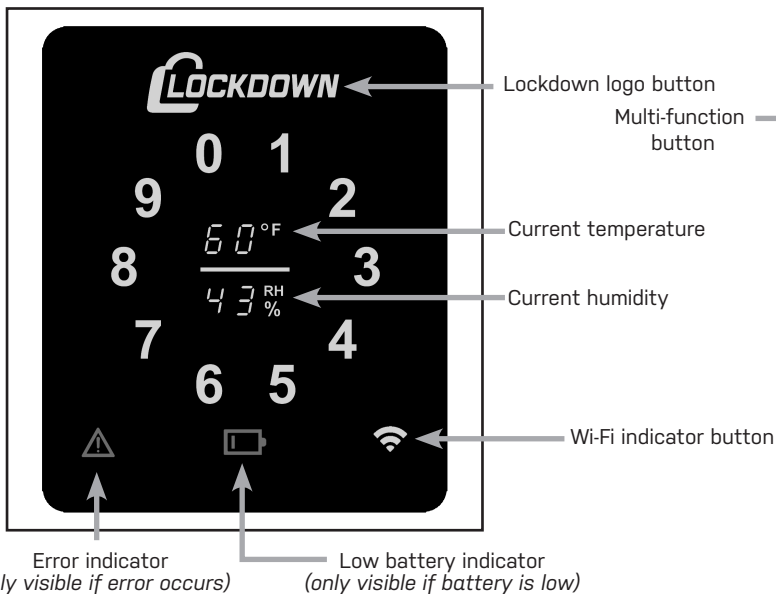 LOCKDOWN
Lockdown logo button
Multi-function
button
0 1
9 2
60 °F
Current temperature
8 3
43 RH %
Current humidity
7 4
6 5
Wi-Fi indicator button
Error indicator
ly visible if error occurs)
Low battery indicator
(only visible if battery is low)